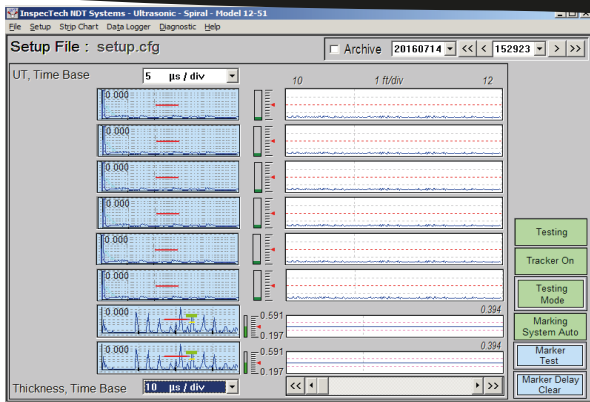 InspecTech NDT Systems - Ultrasonic - Spiral - Model 12-51
File Setup Strip Chart Data Logger Diagnostic Help
Setup File : setup.cfg
Archive 20160714 << < 152923 > >>
UT, Time Base 5 µs / div
10 1 ft/div 12
0.000
0.000
0.000
0.000
0.000
0.000
0.000 0.591 0.394
0.197
0.000 0.591 0.394
0.197
Thickness, Time Base 10 µs / div
<< >>
Testing
Tracker On
Testing
Mode
Marking
System Auto
Marker
Test
Marker Delay
Clear